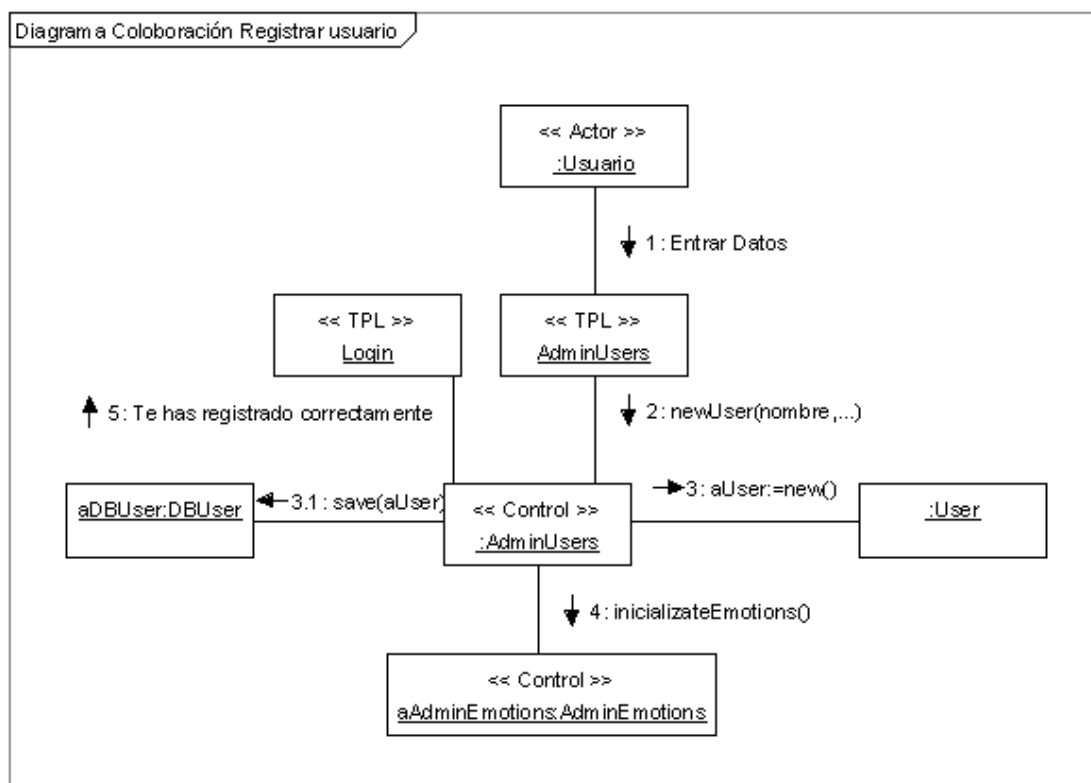 Diagrama Coloboración Registrar usuario
<< Actor >>
:Usuario
1: Entrar Datos
<< TPL >>
Login
<< TPL >>
AdminUsers
5: Te has registrado correctamente
2: newUser(nombre,...)
aDBUser:DBUser
3.1: save(aUser)
<< Control >>
:AdminUsers
3: aUser:=new()
:User
4: inicializateEmotions()
<< Control >>
aAdminEmotions:AdminEmotions